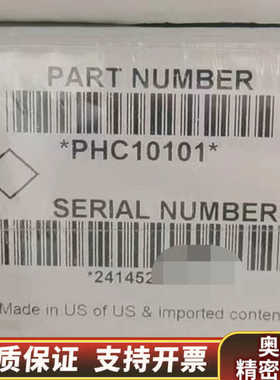 PART NUMBER
*PHC10101*
SERIAL NUMBER
*241452
Made in US of US & imported conten
质保证 支持开票
奥
精密